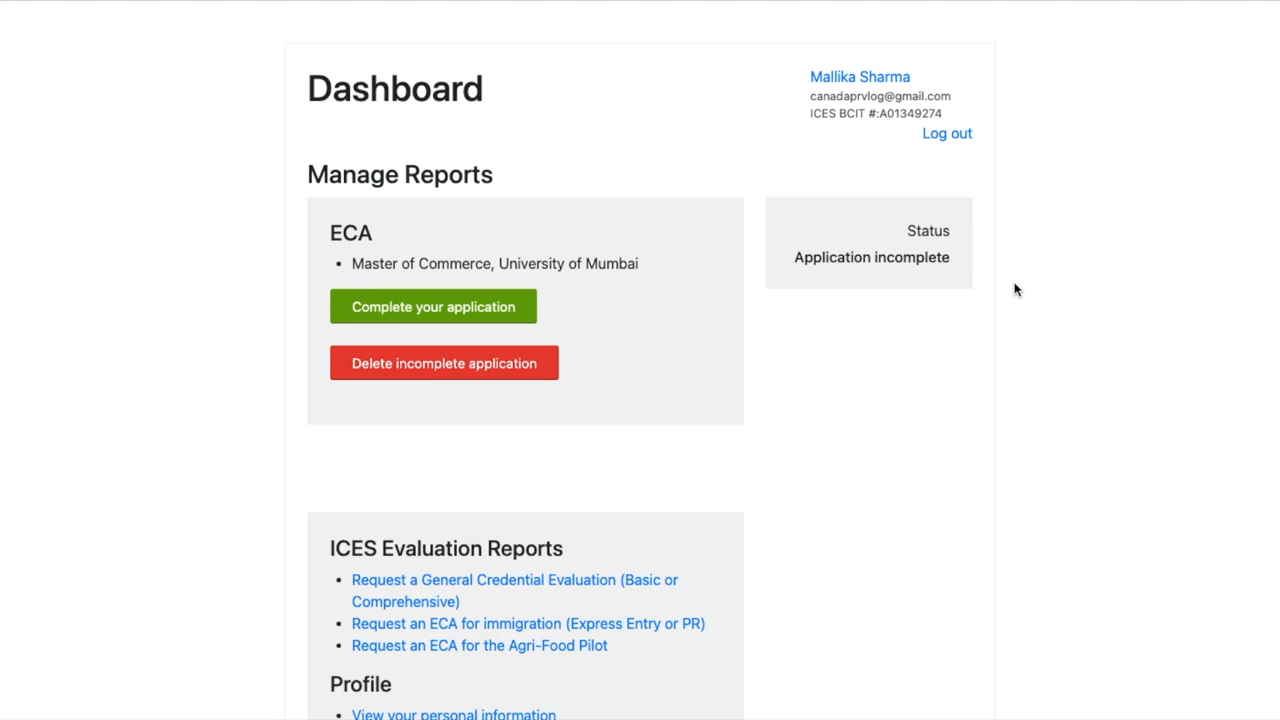 Dashboard
Mallika Sharma
canadaprvlog@gmail.com
ICES BCIT #:A01349274
Log out
Manage Reports
ECA
Master of Commerce, University of Mumbai
Complete your application
Delete incomplete application
Status
Application incomplete
ICES Evaluation Reports
Request a General Credential Evaluation (Basic or
Comprehensive)
Request an ECA for immigration (Express Entry or PR)
Request an ECA for the Agri-Food Pilot
Profile
View your personal information